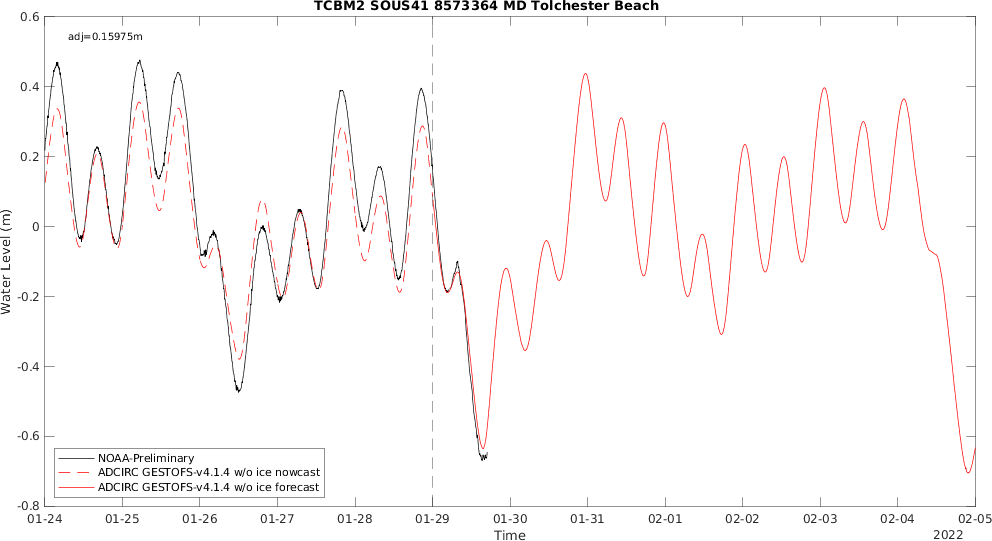 TCBM2 SOUS41 8573364 MD Tolchester Beach
adj=0.15975m
0.6
0.4
0.2
0
-0.2
-0.4
-0.6
-0.8
Water Level (m)
NOAA-Preliminary
ADCIRC GESTOFS-v4.1.4 w/o ice nowcast
ADCIRC GESTOFS-v4.1.4 w/o ice forecast
01-24 01-25 01-26 01-27 01-28 01-29 01-30 01-31 02-01 02-02 02-03 02-04 02-05
Time
2022